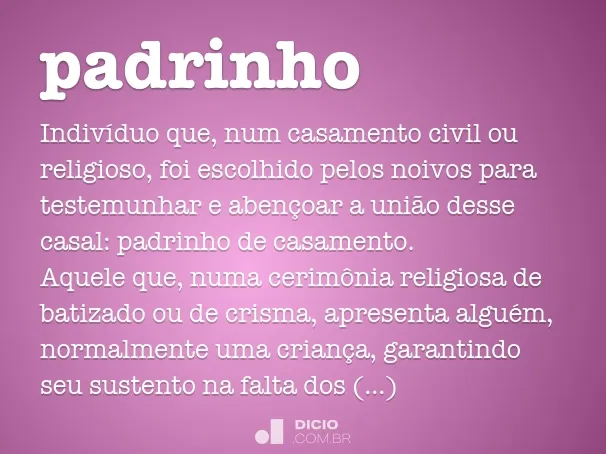 padrinho
Indivíduo que, num casamento civil ou
religioso, foi escolhido pelos noivos para
testemunhar e abençoar a união desse
casal: padrinho de casamento.
Aquele que, numa cerimônia religiosa de
batizado ou de crisma, apresenta alguém,
normalmente uma criança, garantindo
seu sustento na falta dos (...)
DICIO
.COM.BR